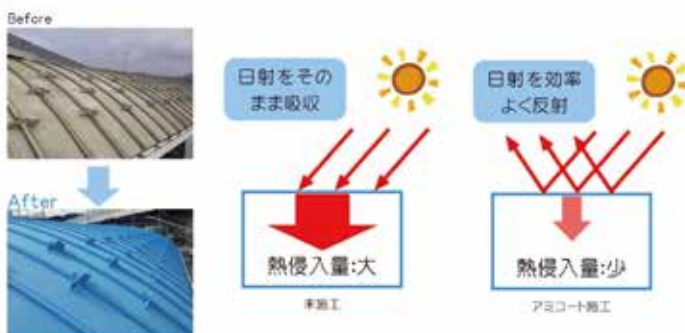 Before
After
日射をその
まま吸収
熱侵入量:大
未施工
日射を効率
よく反射
熱侵入量:少
アミコート施工